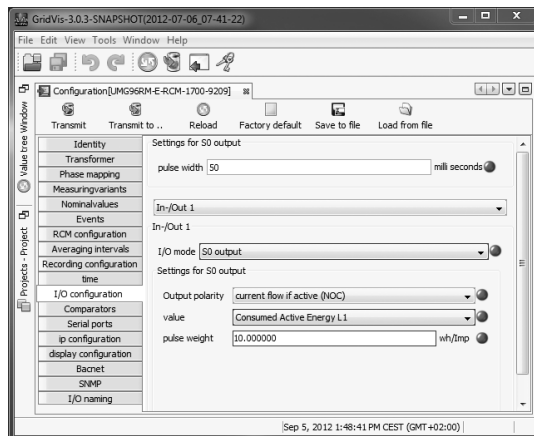 GridVis-3.0.3-SNAPSHOT(2012-07-06_07-41-22)
File Edit View Tools Window Help
Configuration[UMG96RM-E-RCM-1700-9209]
Transmit Transmit to .. Reload Factory default Save to file Load from file
Value tree Window
Projects - Project
Identity
Transformer
Phase mapping
Measuringvariants
Nominalvalues
Events
RCM configuration
Averaging intervals
Recording configuration
time
I/O configuration
Comparators
Serial ports
ip configuration
display configuration
Bacnet
SNMP
I/O naming
Settings for S0 output
pulse width 50 milli seconds
In-/Out 1
In-/Out 1
I/O mode S0 output
Settings for S0 output
Output polarity current flow if active (NOC)
value Consumed Active Energy L1
pulse weight 10.000000 wh/Imp
Sep 5, 2012 1:48:41 PM CEST (GMT+02:00)